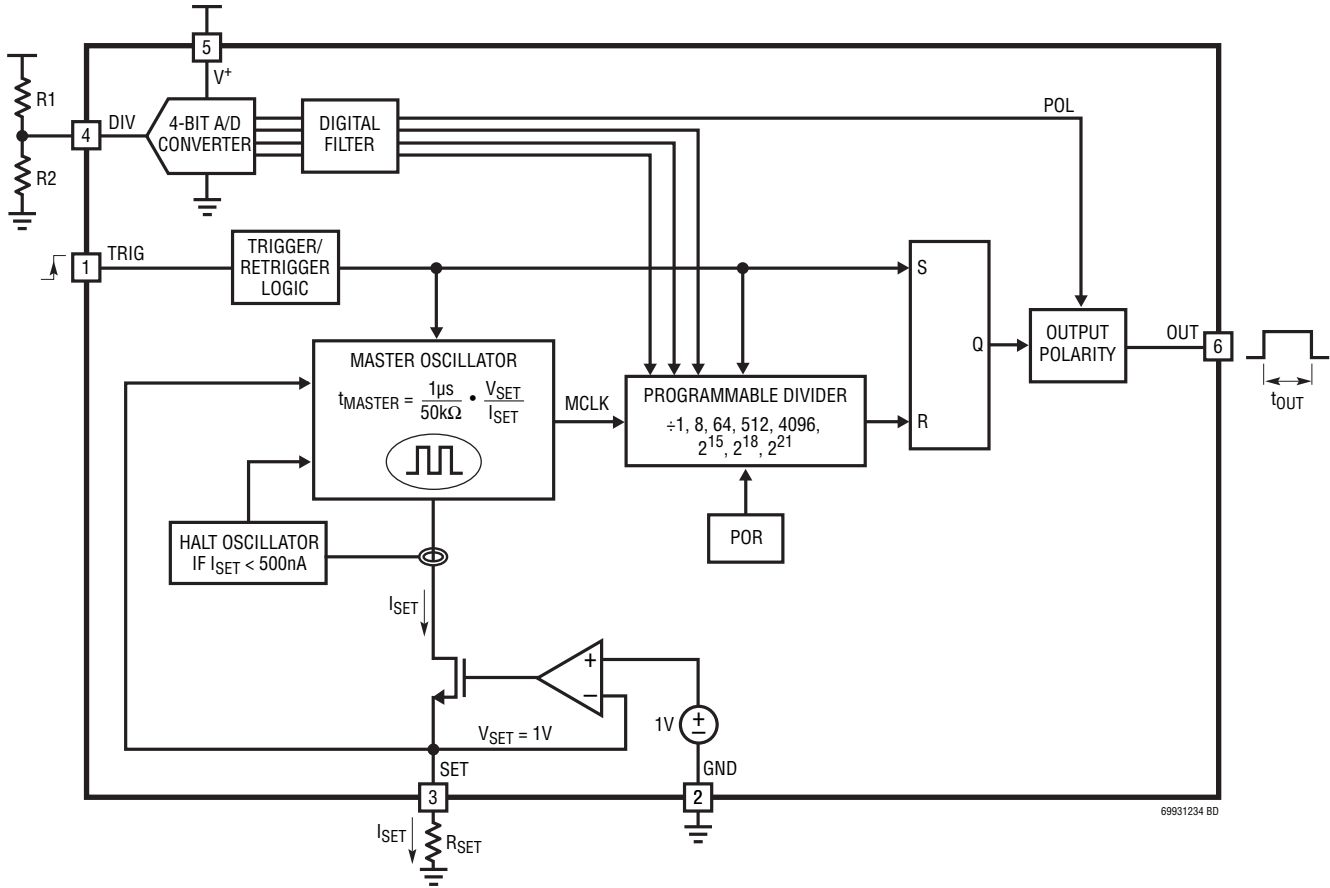 5
V+
R1
4
DIV
4-BIT A/D
CONVERTER
DIGITAL
FILTER
POL
R2
1
TRIG
TRIGGER/
RETRIGGER
LOGIC
S
Q
R
OUTPUT
POLARITY
OUT
6
tOUT
MASTER OSCILLATOR
tMASTER = 1µs/50kΩ • VSET/ISET
MCLK
PROGRAMMABLE DIVIDER
÷1, 8, 64, 512, 4096,
2^15, 2^18, 2^21
POR
HALT OSCILLATOR
IF ISET < 500nA
ISET
+
−
1V
+
−
VSET = 1V
SET
GND
3
2
ISET
RSET
69931234 BD